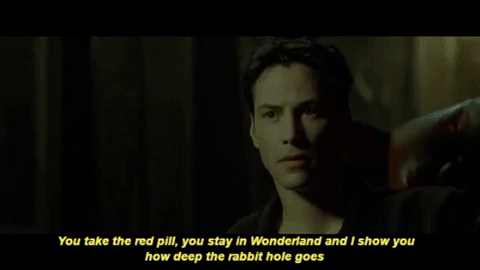 You take the red pill, you stay in Wonderland and I show you
how deep the rabbit hole goes